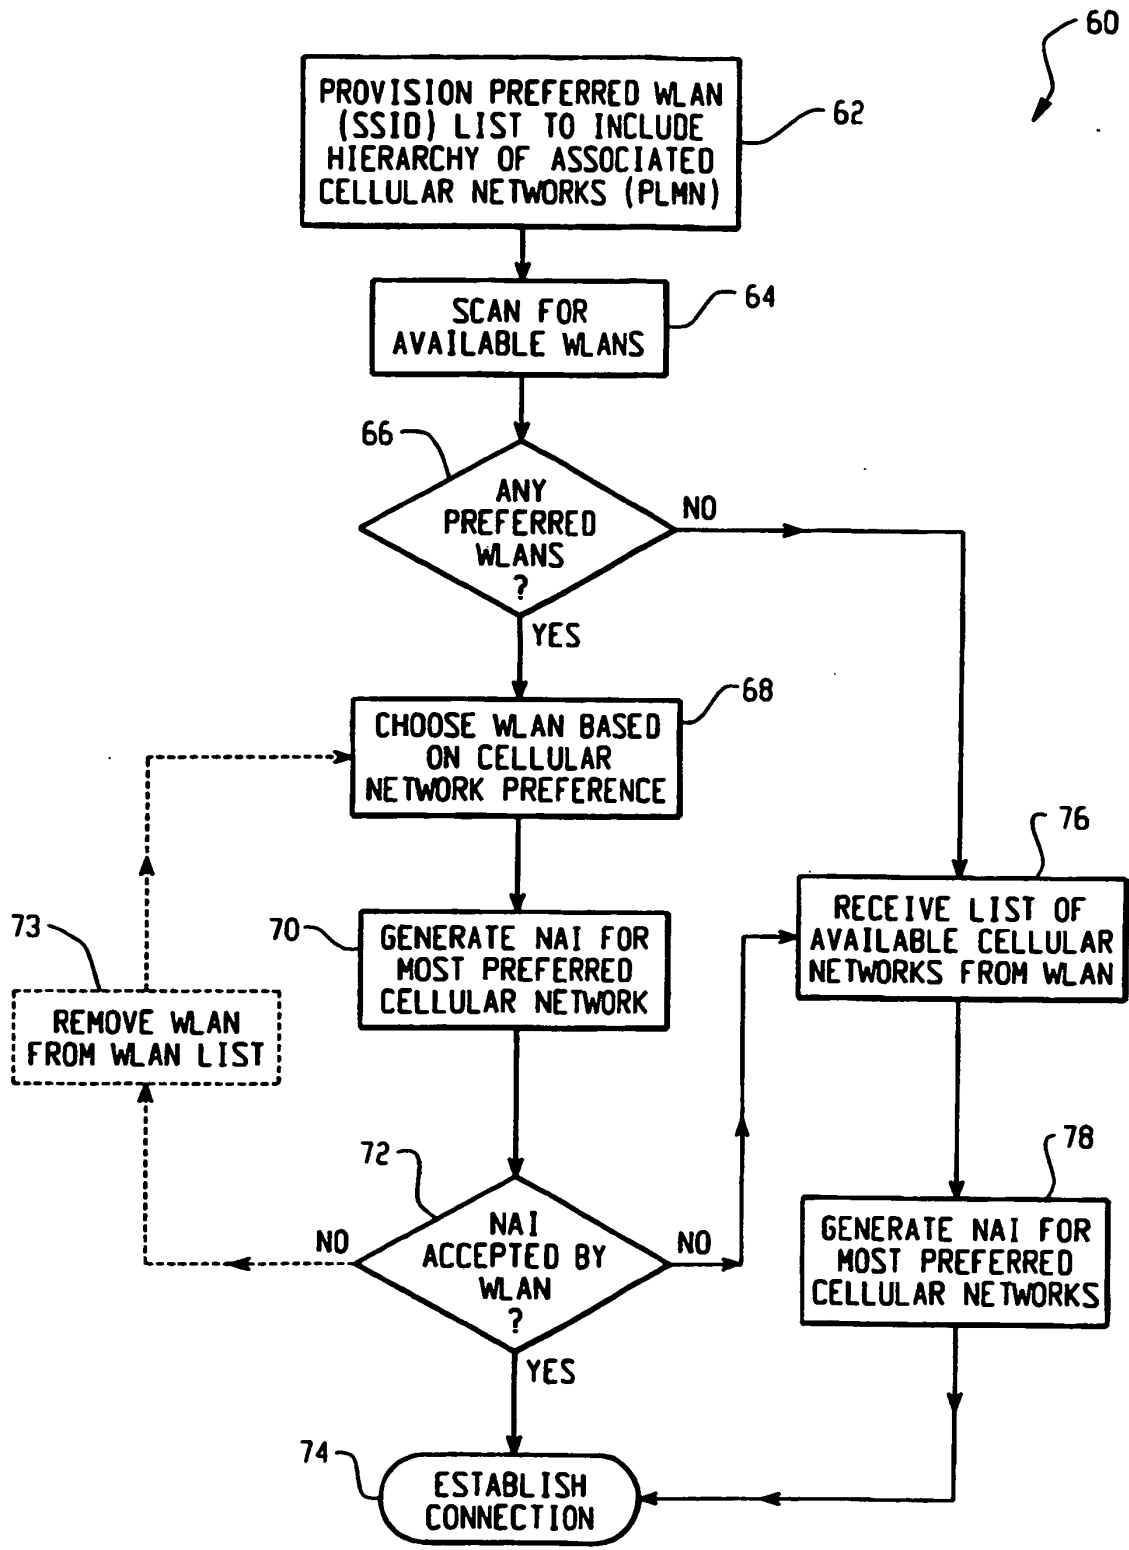 60
PROVISION PREFERRED WLAN
(SSID) LIST TO INCLUDE
HIERARCHY OF ASSOCIATED
CELLULAR NETWORKS (PLMN)
62
SCAN FOR
AVAILABLE WLANS
64
66
ANY
PREFERRED
WLANS
?
NO
YES
68
CHOOSE WLAN BASED
ON CELLULAR
NETWORK PREFERENCE
76
RECEIVE LIST OF
AVAILABLE CELLULAR
NETWORKS FROM WLAN
70
GENERATE NAI FOR
MOST PREFERRED
CELLULAR NETWORK
73
REMOVE WLAN
FROM WLAN LIST
72
NAI
ACCEPTED BY
WLAN
?
NO
NO
YES
78
GENERATE NAI FOR
MOST PREFERRED
CELLULAR NETWORKS
74
ESTABLISH
CONNECTION